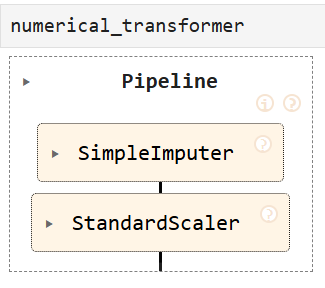 numerical_transformer
Pipeline
i ?
SimpleImputer ?
StandardScaler ?